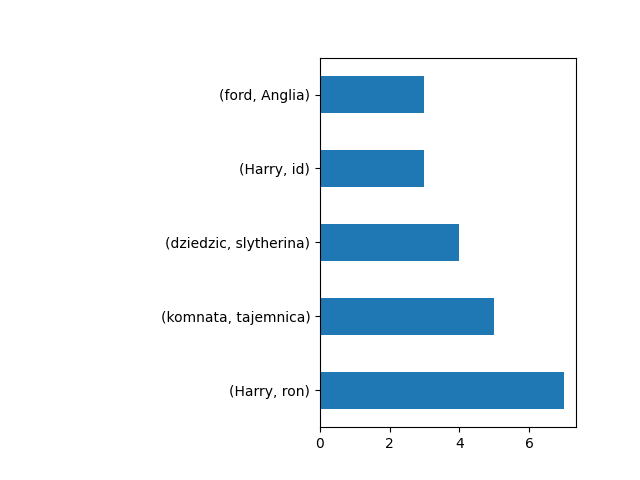 (ford, Anglia)
(Harry, id)
(dziedzic, slytherina)
(komnata, tajemnica)
(Harry, ron)
0 2 4 6